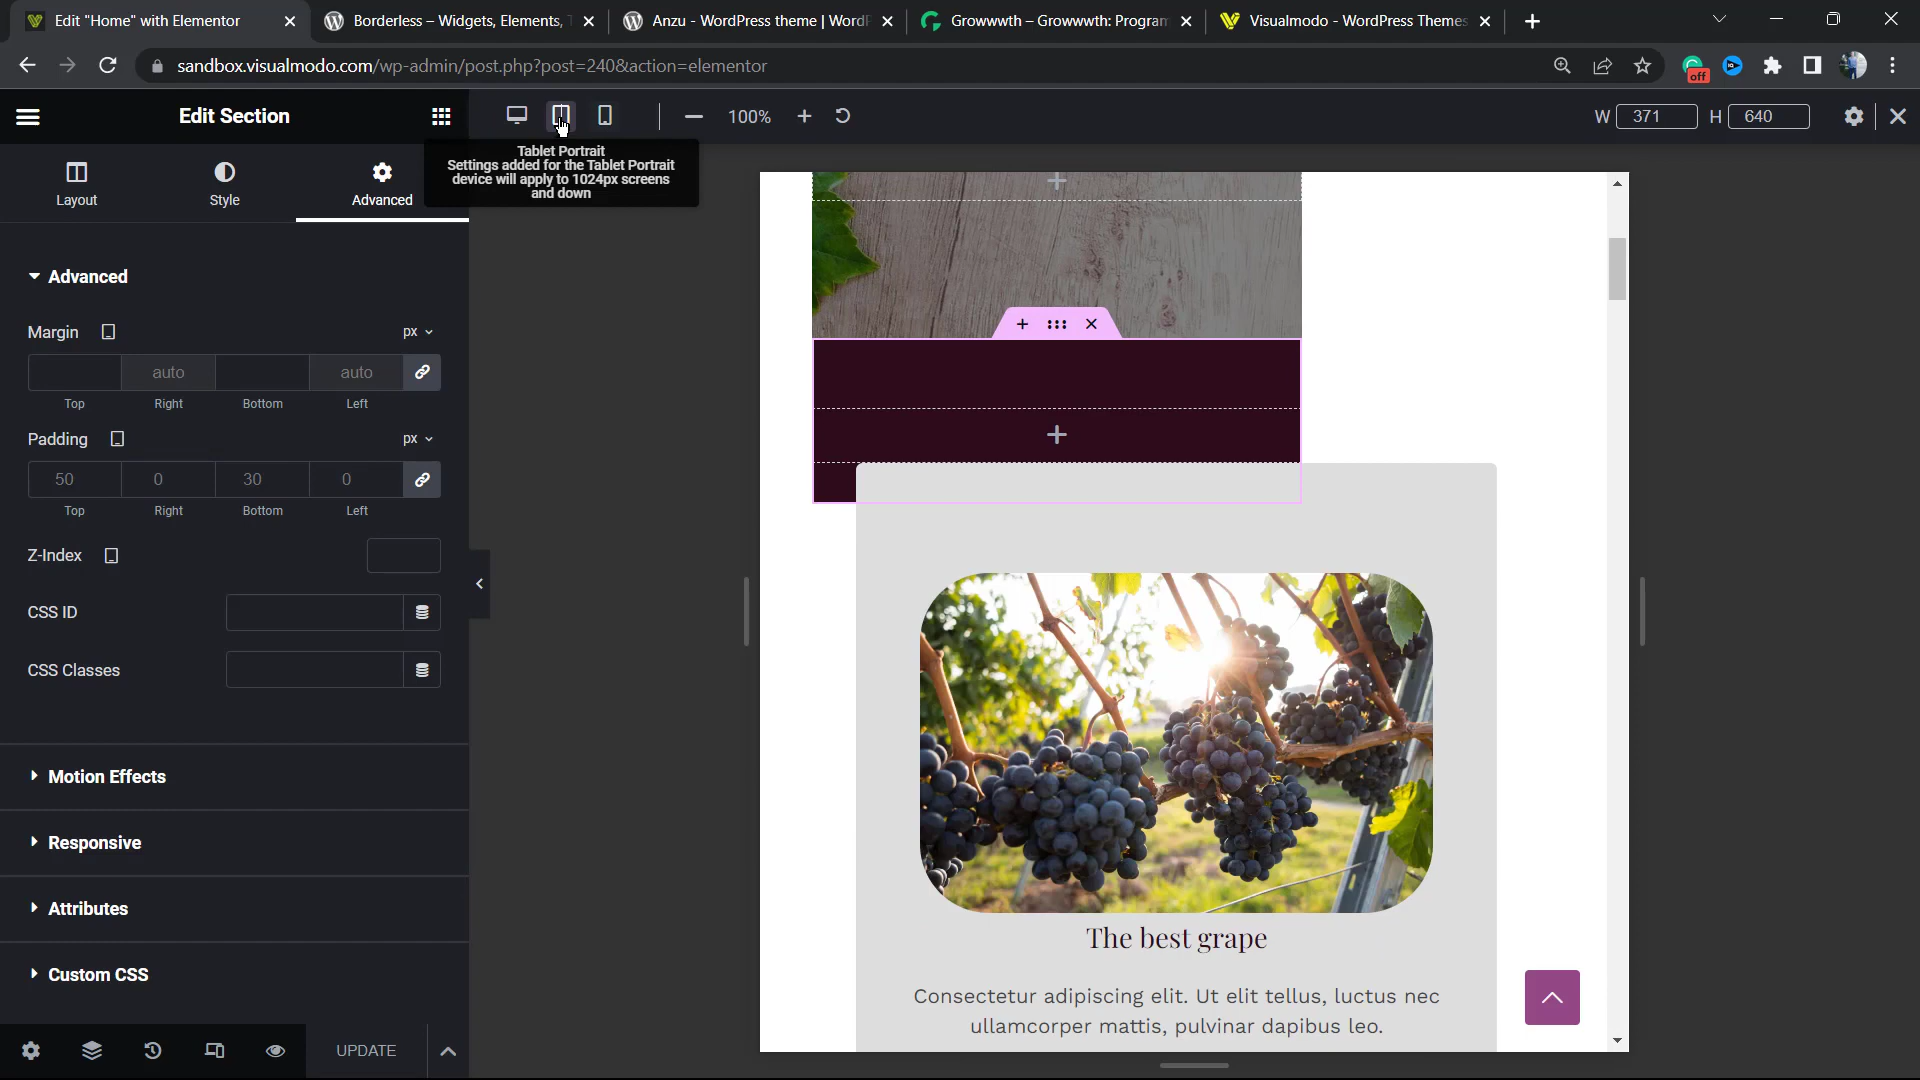 Edit "Home" with Elementor
Borderless – Widgets, Elements, T
Anzu - WordPress theme | WordP
Growwwth – Growwwth: Program
Visualmodo - WordPress Themes
sandbox.visualmodo.com/wp-admin/post.php?post=240&action=elementor
off
Edit Section
100%
W 371 H 640
Tablet Portrait
Settings added for the Tablet Portrait
device will apply to 1024px screens
and down
Layout Style Advanced
Advanced
Margin px
auto auto
Top Right Bottom Left
Padding px
50 0 30 0
Top Right Bottom Left
Z-Index
CSS ID
CSS Classes
Motion Effects
Responsive
Attributes
Custom CSS
UPDATE
The best grape
Consectetur adipiscing elit. Ut elit tellus, luctus nec
ullamcorper mattis, pulvinar dapibus leo.